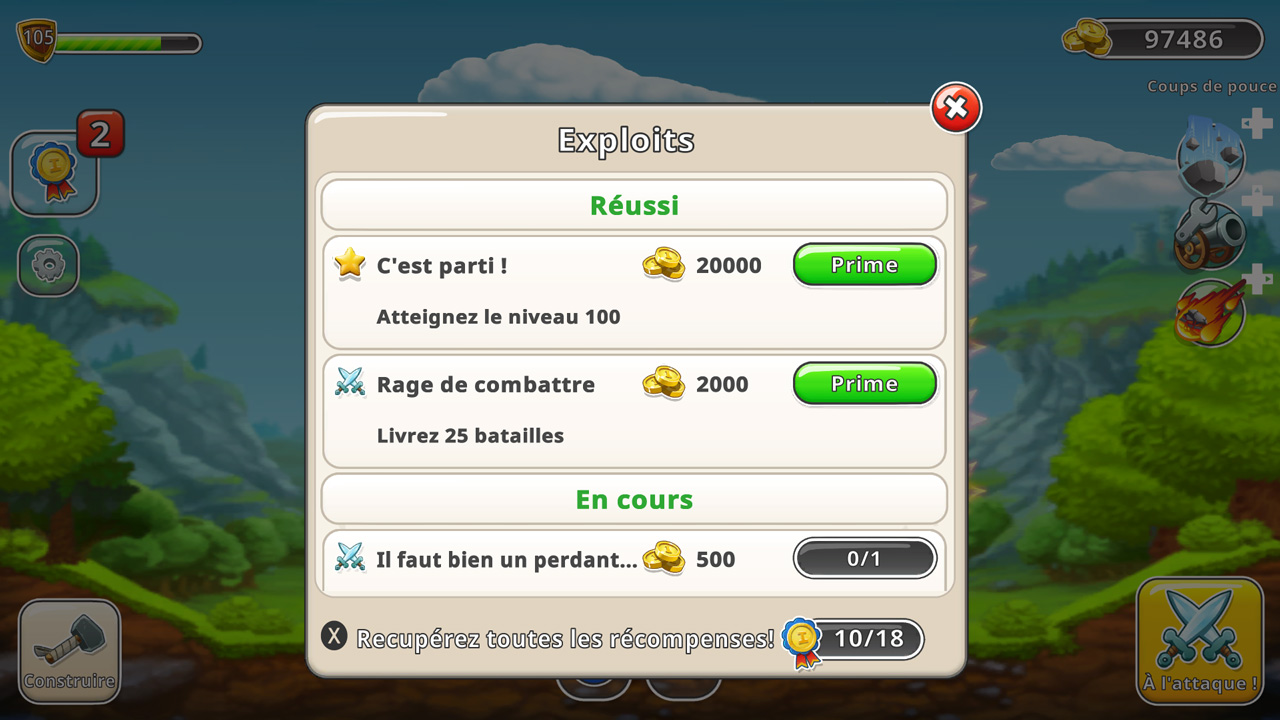 105
97486
Coups de pouce
2
Exploits
Réussi
C'est parti !
20000
Prime
Atteignez le niveau 100
Rage de combattre
2000
Prime
Livrez 25 batailles
En cours
Il faut bien un perdant...
500
0/1
X Recupérez toutes les récompenses!
10/18
Construire
À l'attaque !